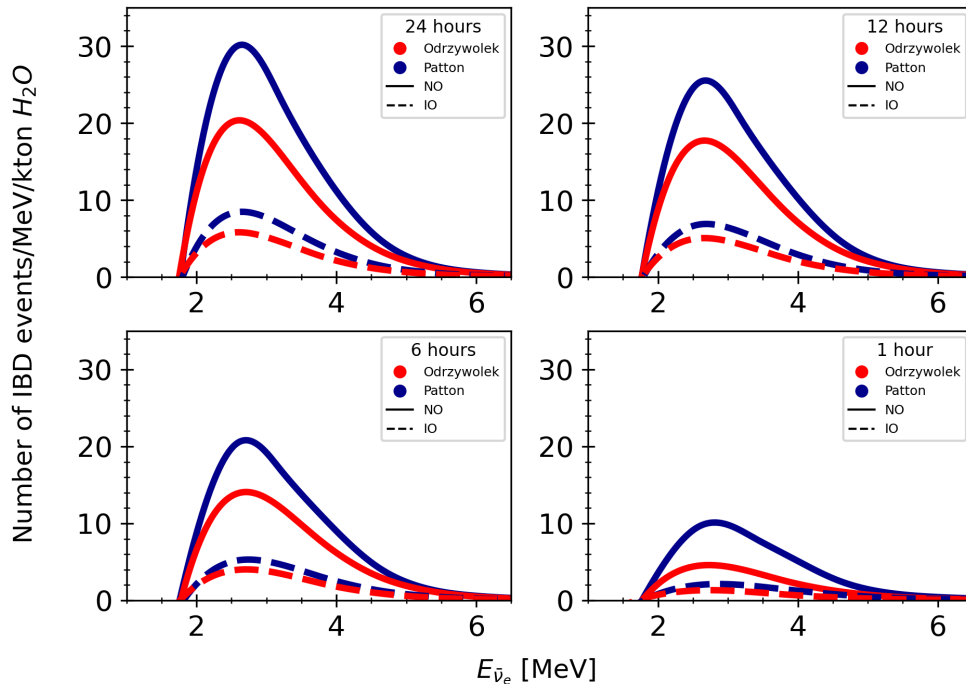 Number of IBD events/MeV/kton H₂O
24 hours
Odrzywolek
Patton
NO
IO
30
20
10
0
2 4 6
12 hours
Odrzywolek
Patton
NO
IO
30
20
10
0
2 4 6
6 hours
Odrzywolek
Patton
NO
IO
30
20
10
0
2 4 6
1 hour
Odrzywolek
Patton
NO
IO
30
20
10
0
2 4 6
E_{ν̄_e} [MeV]